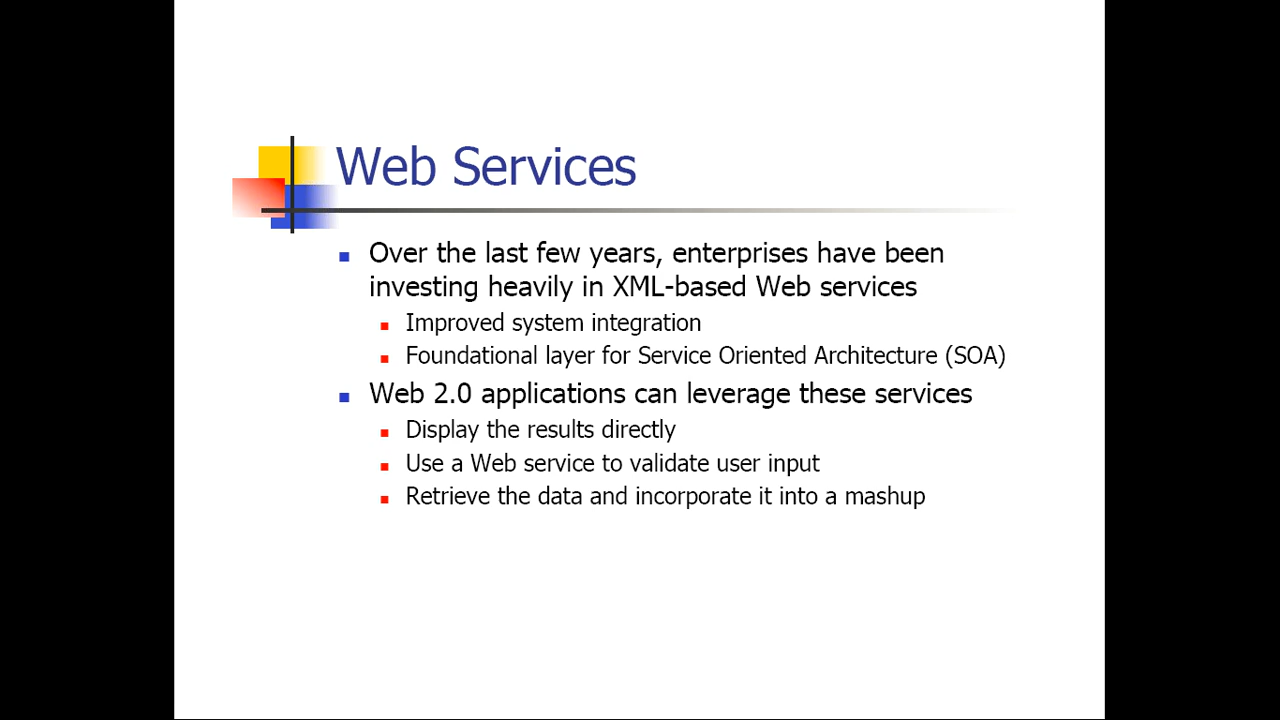 Web Services
Over the last few years, enterprises have been
investing heavily in XML-based Web services
Improved system integration
Foundational layer for Service Oriented Architecture (SOA)
Web 2.0 applications can leverage these services
Display the results directly
Use a Web service to validate user input
Retrieve the data and incorporate it into a mashup